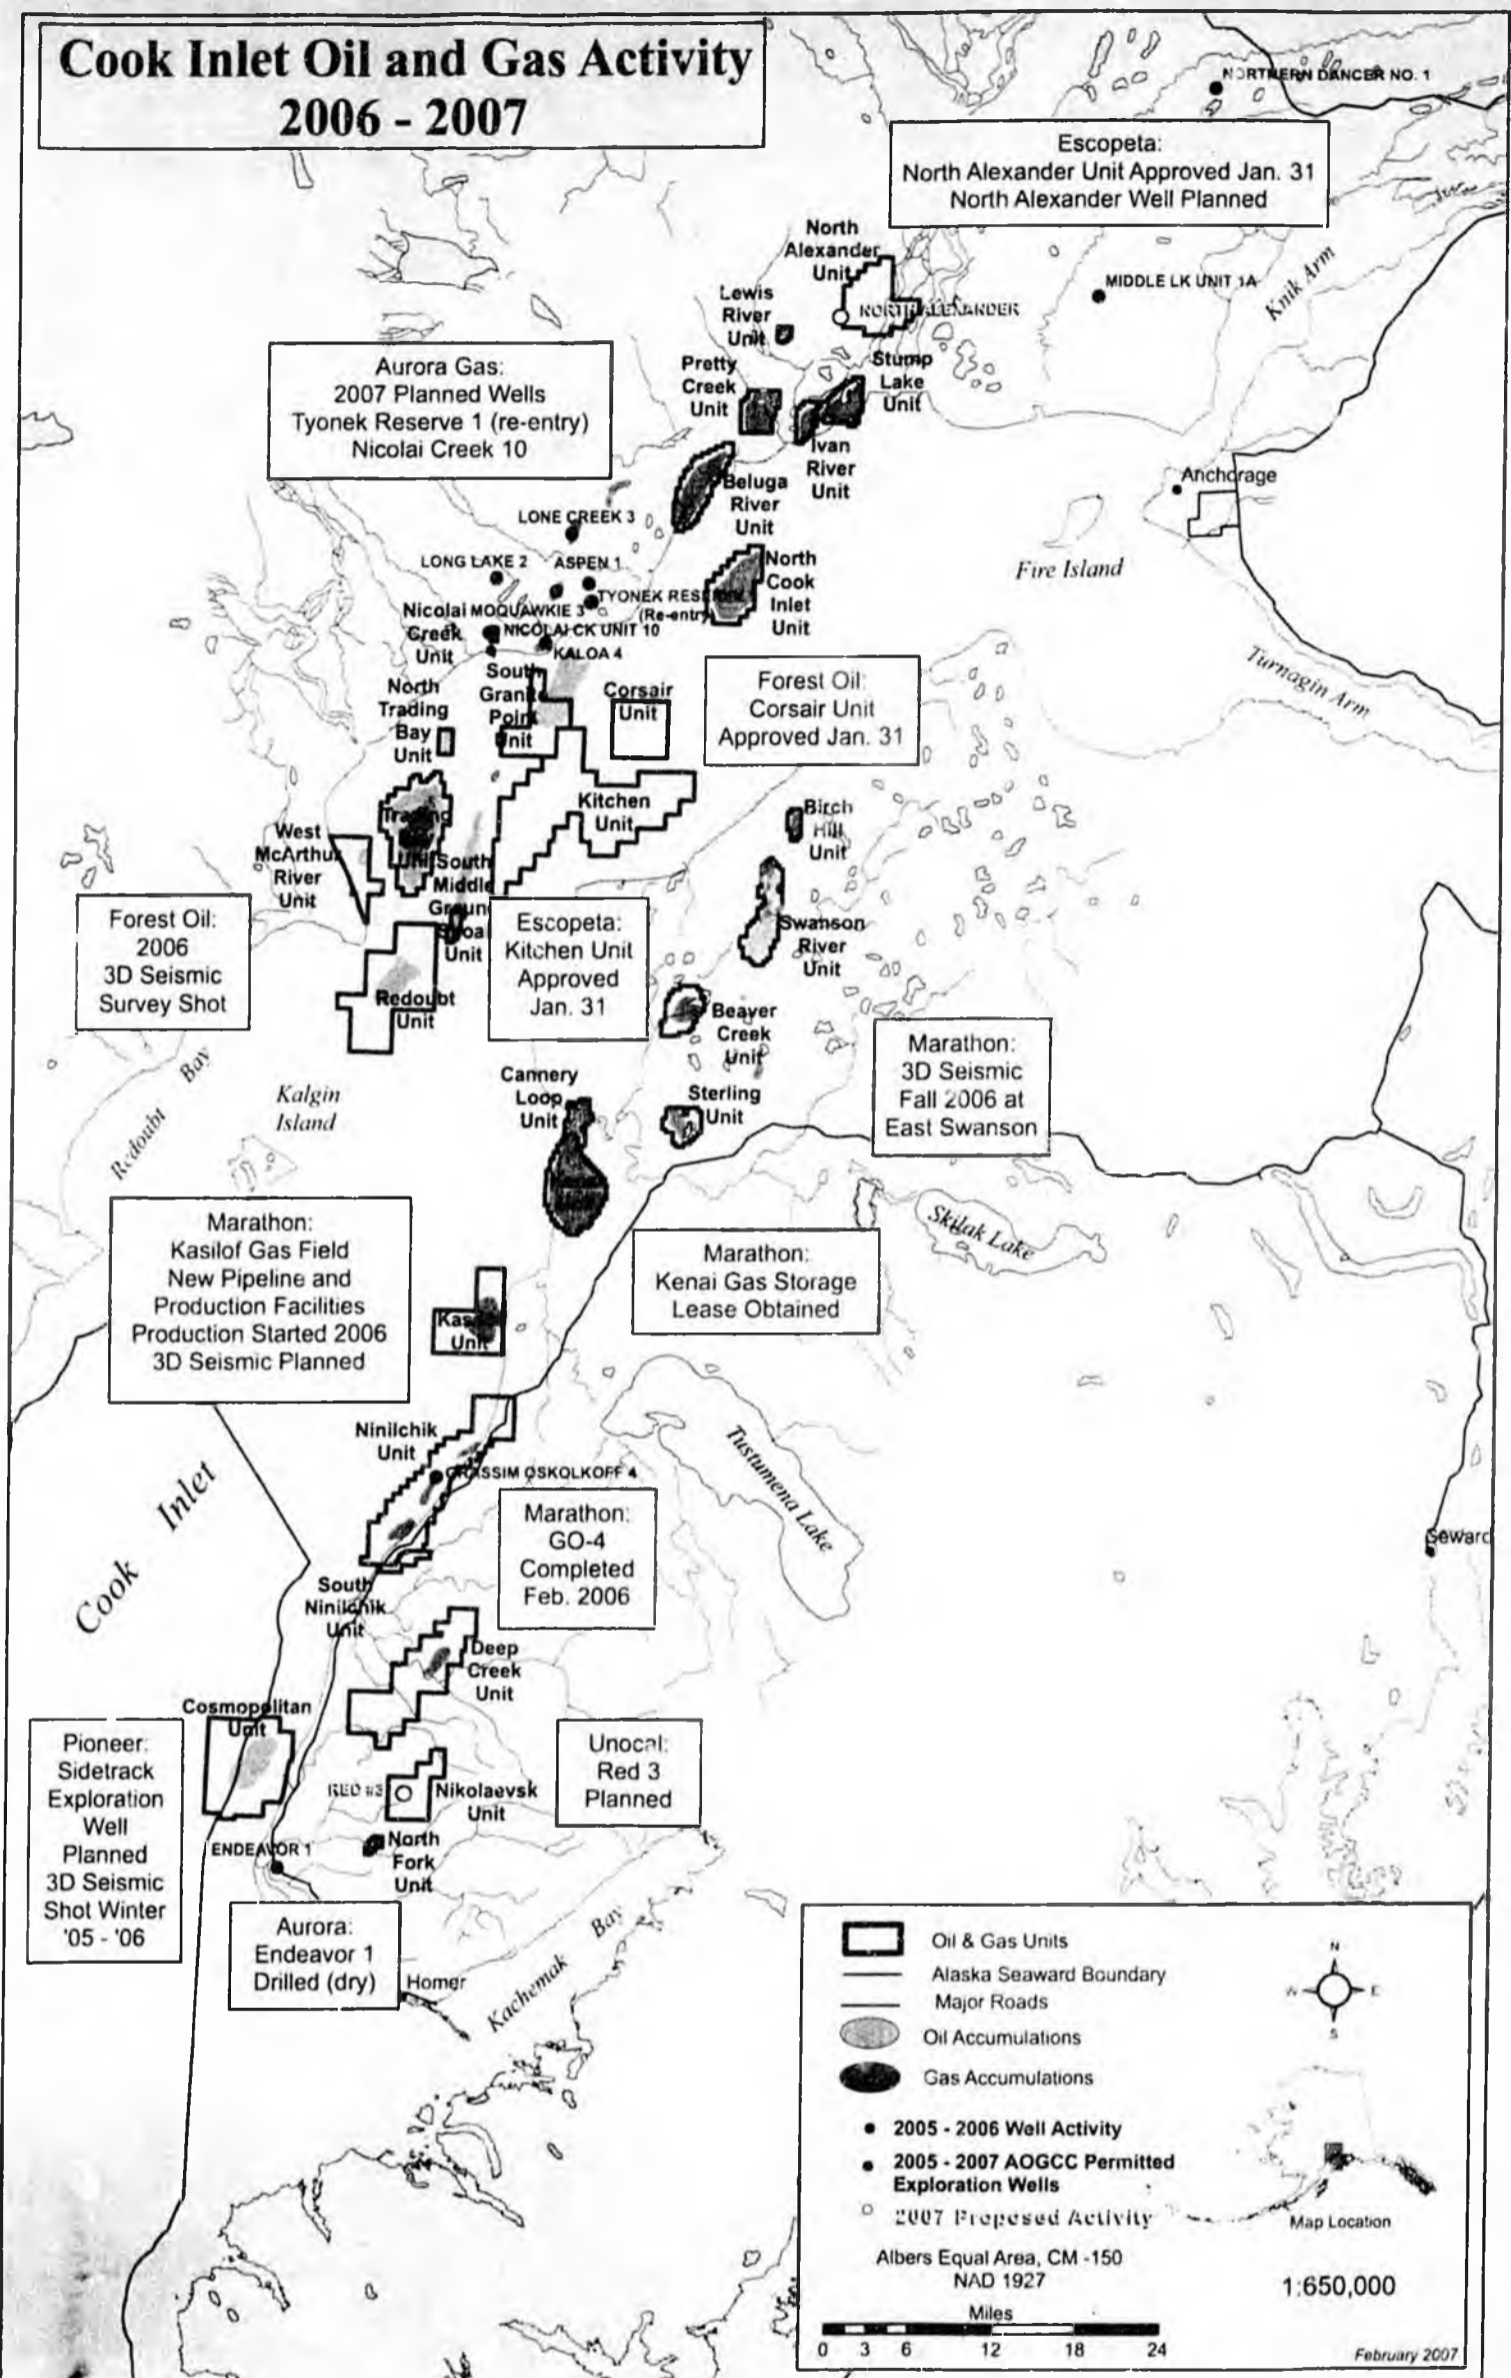 Cook Inlet Oil and Gas Activity
2006 - 2007
NORTHERN DANCER NO. 1
Escopeta:
North Alexander Unit Approved Jan. 31
North Alexander Well Planned
North
Alexander
Unit
NORTH ALEXANDER
MIDDLE LK UNIT 1A
Knik Arm
Lewis
River
Unit
Aurora Gas:
2007 Planned Wells
Tyonek Reserve 1 (re-entry)
Nicolai Creek 10
Pretty
Creek
Unit
Stump
Lake
Unit
Ivan
River
Unit
Beluga
River
Unit
Anchorage
LONE CREEK 3
LONG LAKE 2
ASPEN 1
North
Cook
Inlet
Unit
Fire Island
TYONEK RES
(Re-entry)
MOQUAWKIE 3
Nicolai
Creek
Unit
NICOLAI CK UNIT 10
KALOA 4
Turnagin Arm
South
Granite
Point
Unit
Corsair
Unit
Forest Oil:
Corsair Unit
Approved Jan. 31
North
Trading
Bay
Unit
Kitchen
Unit
Birch
Hill
Unit
Trading
Unit
West
McArthur
River
Unit
South
Middle
Ground
Shoal
Unit
Forest Oil:
2006
3D Seismic
Survey Shot
Escopeta:
Kitchen Unit
Approved
Jan. 31
Swanson
River
Unit
Redoubt
Unit
Beaver
Creek
Unit
Marathon:
3D Seismic
Fall 2006 at
East Swanson
Redoubt Bay
Kalgin
Island
Cannery
Loop
Unit
Sterling
Unit
Marathon:
Kasilof Gas Field
New Pipeline and
Production Facilities
Production Started 2006
3D Seismic Planned
Skilak Lake
Marathon:
Kenai Gas Storage
Lease Obtained
Kasilof
Unit
Ninilchik
Unit
GRASSIM OSKOLKOFF 4
Tustumena Lake
Cook Inlet
Marathon:
GO-4
Completed
Feb. 2006
Seward
South
Ninilchik
Unit
Deep
Creek
Unit
Cosmopolitan
Unit
Pioneer:
Sidetrack
Exploration
Well
Planned
3D Seismic
Shot Winter
'05 - '06
Unocal:
Red 3
Planned
RED #3
Nikolaevsk
Unit
ENDEAVOR 1
North
Fork
Unit
Aurora:
Endeavor 1
Drilled (dry)
Homer
Kachemak Bay
Oil & Gas Units
Alaska Seaward Boundary
Major Roads
Oil Accumulations
Gas Accumulations
2005 - 2006 Well Activity
2005 - 2007 AOGCC Permitted
Exploration Wells
2007 Proposed Activity
N
W E
S
Map Location
Albers Equal Area, CM -150
NAD 1927
1:650,000
Miles
0 3 6 12 18 24
February 2007